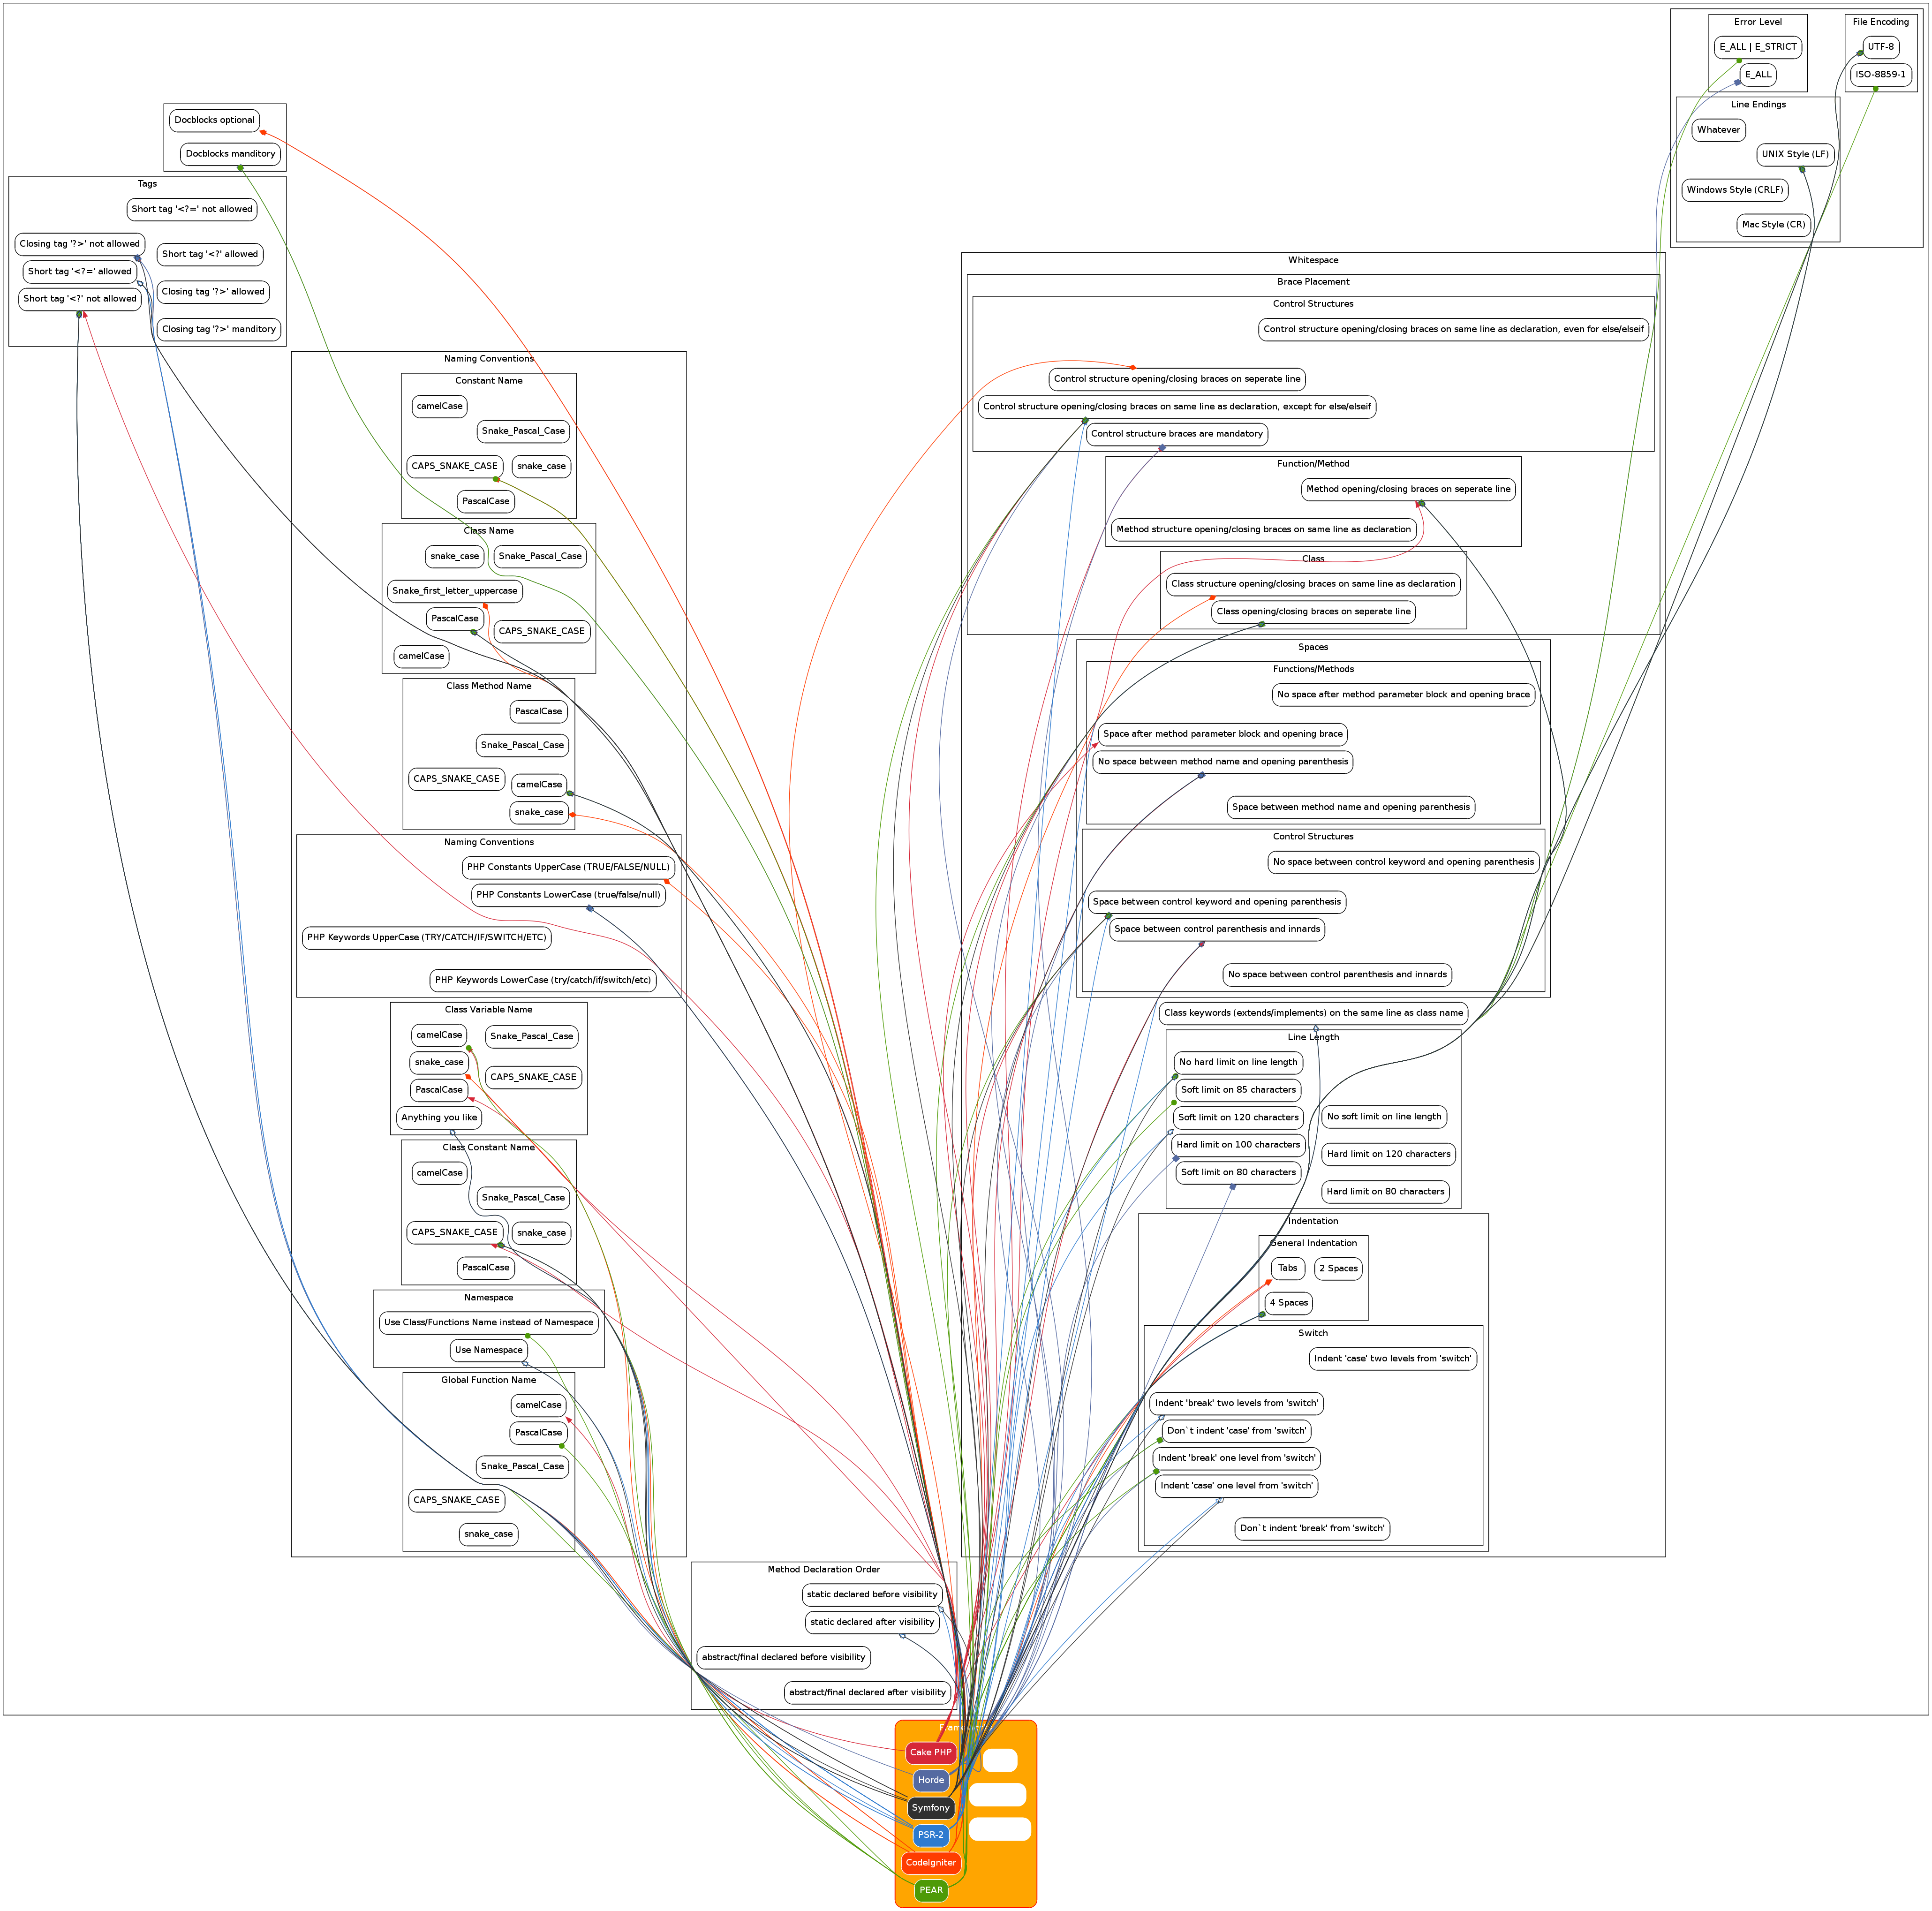 Error Level
E_ALL | E_STRICT
E_ALL
File Encoding
UTF-8
ISO-8859-1
Line Endings
Whatever
UNIX Style (LF)
Windows Style (CRLF)
Mac Style (CR)
Docblocks optional
Docblocks manditory
Tags
Short tag '<?=' not allowed
Closing tag '?>' not allowed
Short tag '<?' allowed
Short tag '<?=' allowed
Closing tag '?>' allowed
Short tag '<?' not allowed
Closing tag '?>' manditory
Naming Conventions
Constant Name
camelCase
Snake_Pascal_Case
CAPS_SNAKE_CASE
snake_case
PascalCase
Class Name
snake_case
Snake_Pascal_Case
Snake_first_letter_uppercase
PascalCase
CAPS_SNAKE_CASE
camelCase
Class Method Name
PascalCase
Snake_Pascal_Case
CAPS_SNAKE_CASE
camelCase
snake_case
Naming Conventions
PHP Constants UpperCase (TRUE/FALSE/NULL)
PHP Constants LowerCase (true/false/null)
PHP Keywords UpperCase (TRY/CATCH/IF/SWITCH/ETC)
PHP Keywords LowerCase (try/catch/if/switch/etc)
Class Variable Name
camelCase
Snake_Pascal_Case
snake_case
CAPS_SNAKE_CASE
PascalCase
Anything you like
Class Constant Name
camelCase
Snake_Pascal_Case
CAPS_SNAKE_CASE
snake_case
PascalCase
Namespace
Use Class/Functions Name instead of Namespace
Use Namespace
Global Function Name
camelCase
PascalCase
Snake_Pascal_Case
CAPS_SNAKE_CASE
snake_case
Whitespace
Brace Placement
Control Structures
Control structure opening/closing braces on same line as declaration, even for else/elseif
Control structure opening/closing braces on seperate line
Control structure opening/closing braces on same line as declaration, except for else/elseif
Control structure braces are mandatory
Function/Method
Method opening/closing braces on seperate line
Method structure opening/closing braces on same line as declaration
Class
Class structure opening/closing braces on same line as declaration
Class opening/closing braces on seperate line
Spaces
Functions/Methods
No space after method parameter block and opening brace
Space after method parameter block and opening brace
No space between method name and opening parenthesis
Space between method name and opening parenthesis
Control Structures
No space between control keyword and opening parenthesis
Space between control keyword and opening parenthesis
Space between control parenthesis and innards
No space between control parenthesis and innards
Class keywords (extends/implements) on the same line as class name
Line Length
No hard limit on line length
Soft limit on 85 characters
Soft limit on 120 characters
No soft limit on line length
Hard limit on 100 characters
Hard limit on 120 characters
Soft limit on 80 characters
Hard limit on 80 characters
Indentation
General Indentation
Tabs
2 Spaces
4 Spaces
Switch
Indent 'case' two levels from 'switch'
Indent 'break' two levels from 'switch'
Don`t indent 'case' from 'switch'
Indent 'break' one level from 'switch'
Indent 'case' one level from 'switch'
Don`t indent 'break' from 'switch'
Method Declaration Order
static declared before visibility
static declared after visibility
abstract/final declared before visibility
abstract/final declared after visibility
Cake PHP
Horde
Symfony
PSR-2
CodeIgniter
PEAR